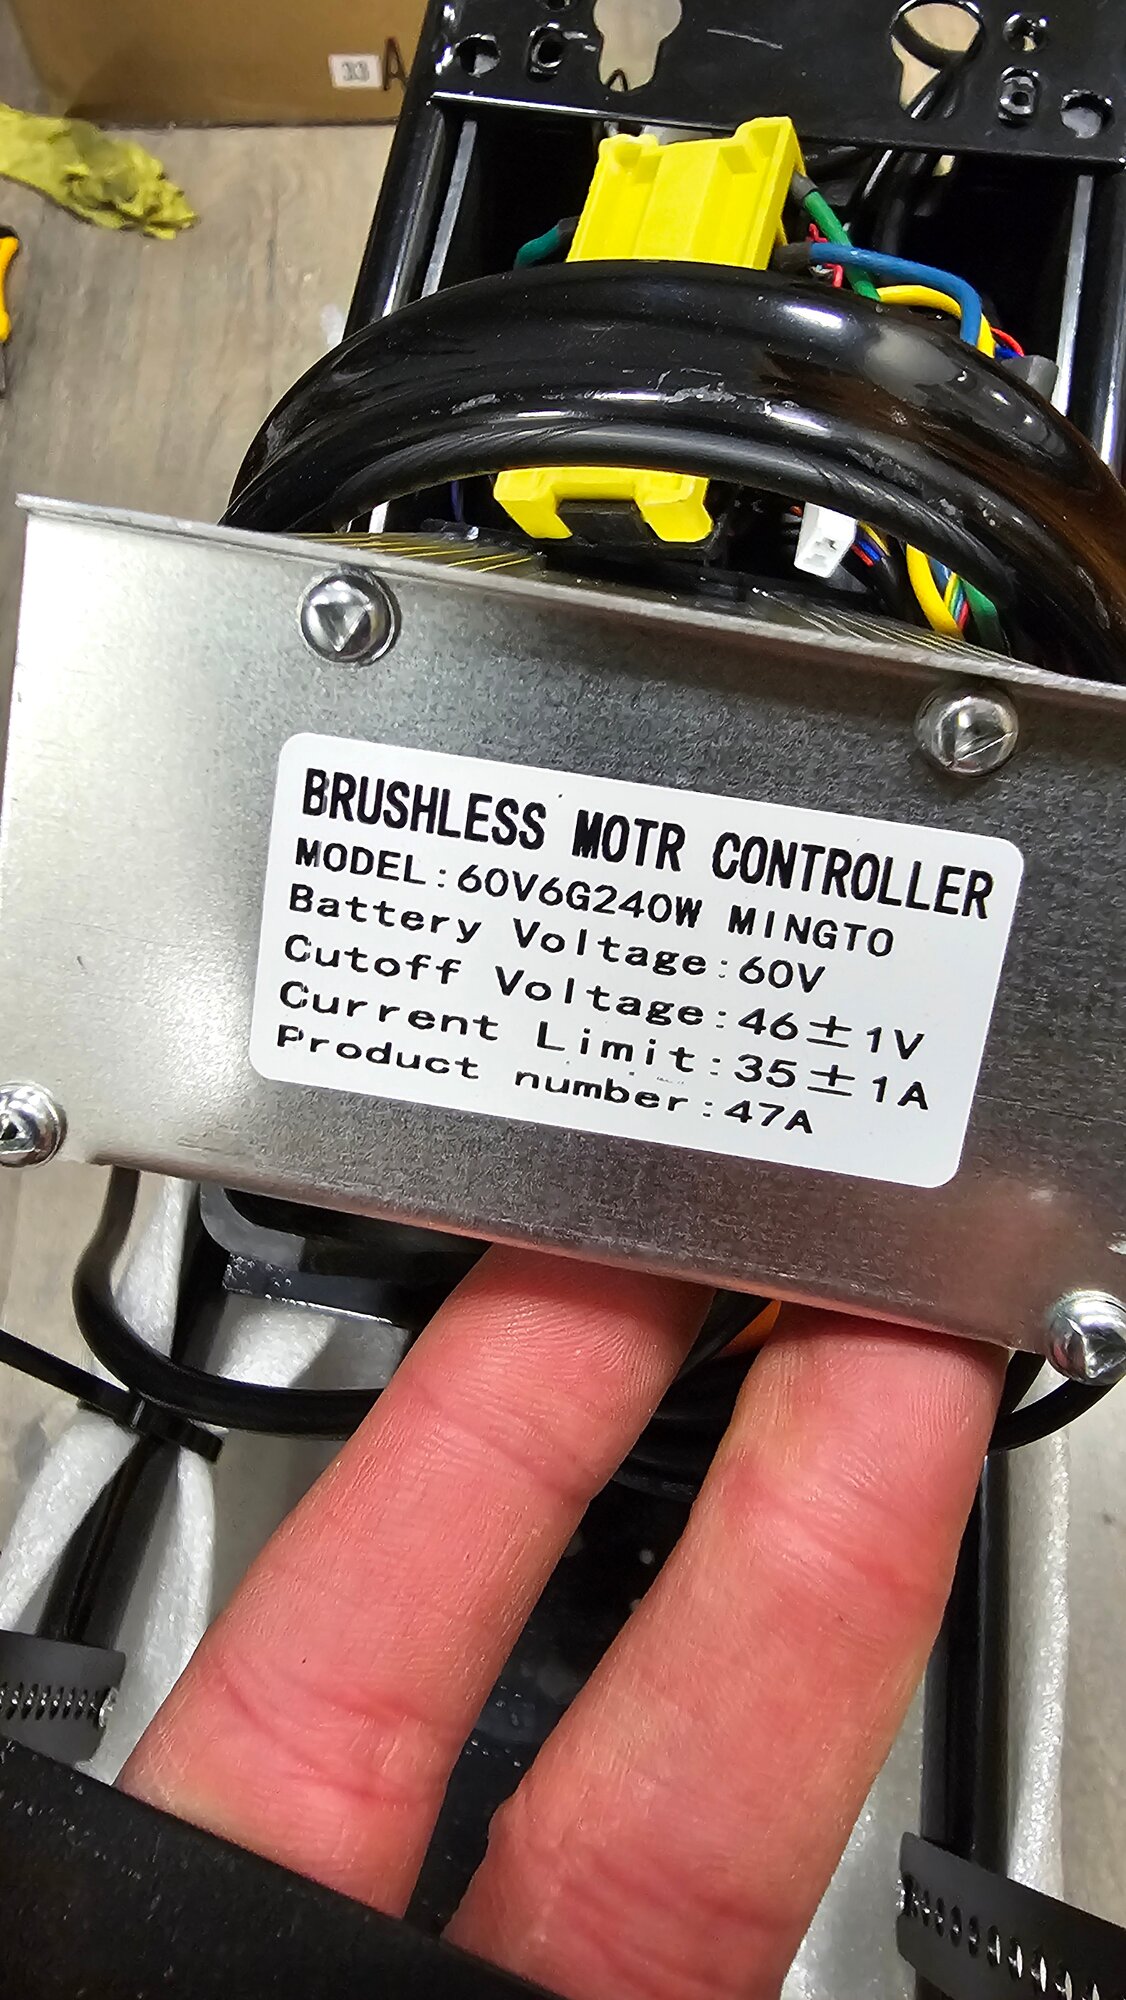 33 A
BRUSHLESS MOTR CONTROLLER
MODEL:60V6G240W MINGTO
Battery Voltage:60V
Cutoff Voltage:46±1V
Current Limit:35±1A
Product number:47A